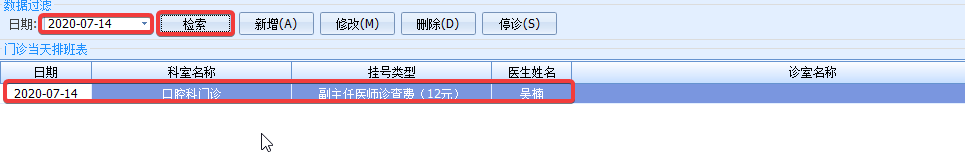 数据过滤
日期: 2020-07-14 检索 新增(A) 修改(M) 删除(D) 停诊(S)
门诊当天排班表
日期 科室名称 挂号类型 医生姓名 诊室名称
2020-07-14 口腔科门诊 副主任医师诊查费（12元） 吴楠